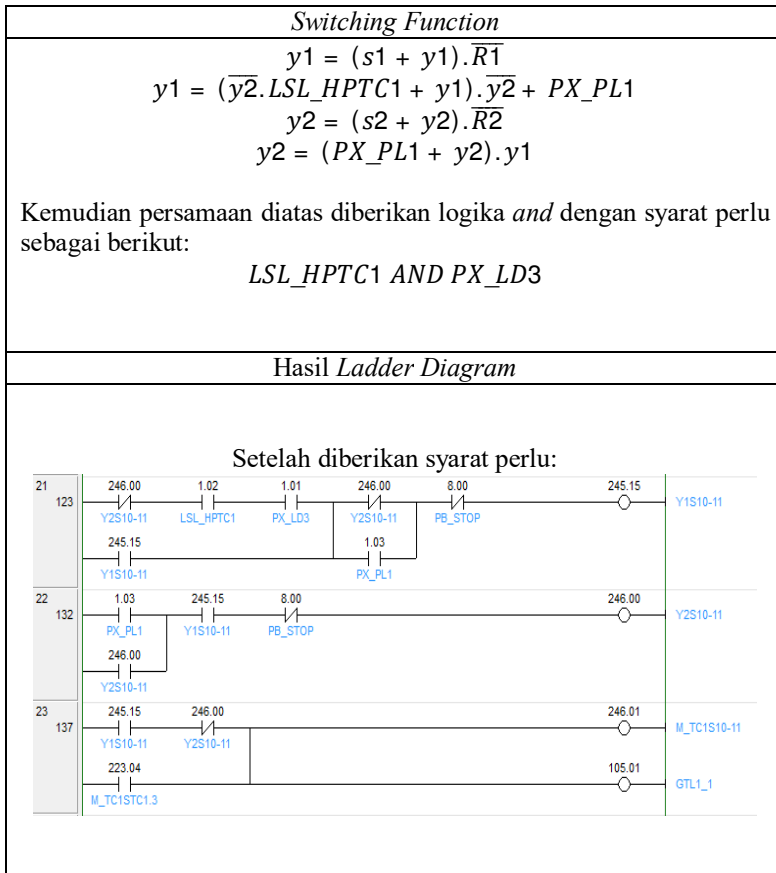 Switching Function
y1 = (s1 + y1).R̅1̅
y1 = (y̅2̅.LSL_HPTC1 + y1).y̅2̅ + PX_PL1
y2 = (s2 + y2).R̅2̅
y2 = (PX_PL1 + y2).y1
Kemudian persamaan diatas diberikan logika and dengan syarat perlu
sebagai berikut:
LSL_HPTC1 AND PX_LD3
Hasil Ladder Diagram
Setelah diberikan syarat perlu:
21 246.00 1.02 1.01 246.00 8.00 245.15
123 Y1S10-11
Y2S10-11 LSL_HPTC1 PX_LD3 Y2S10-11 PB_STOP
245.15 1.03
Y1S10-11 PX_PL1
22 1.03 245.15 8.00 246.00
132 Y2S10-11
PX_PL1 Y1S10-11 PB_STOP
246.00
Y2S10-11
23 245.15 246.00 246.01
137 M_TC1S10-11
Y1S10-11 Y2S10-11
223.04 105.01
GTL1_1
M_TC1STC1.3